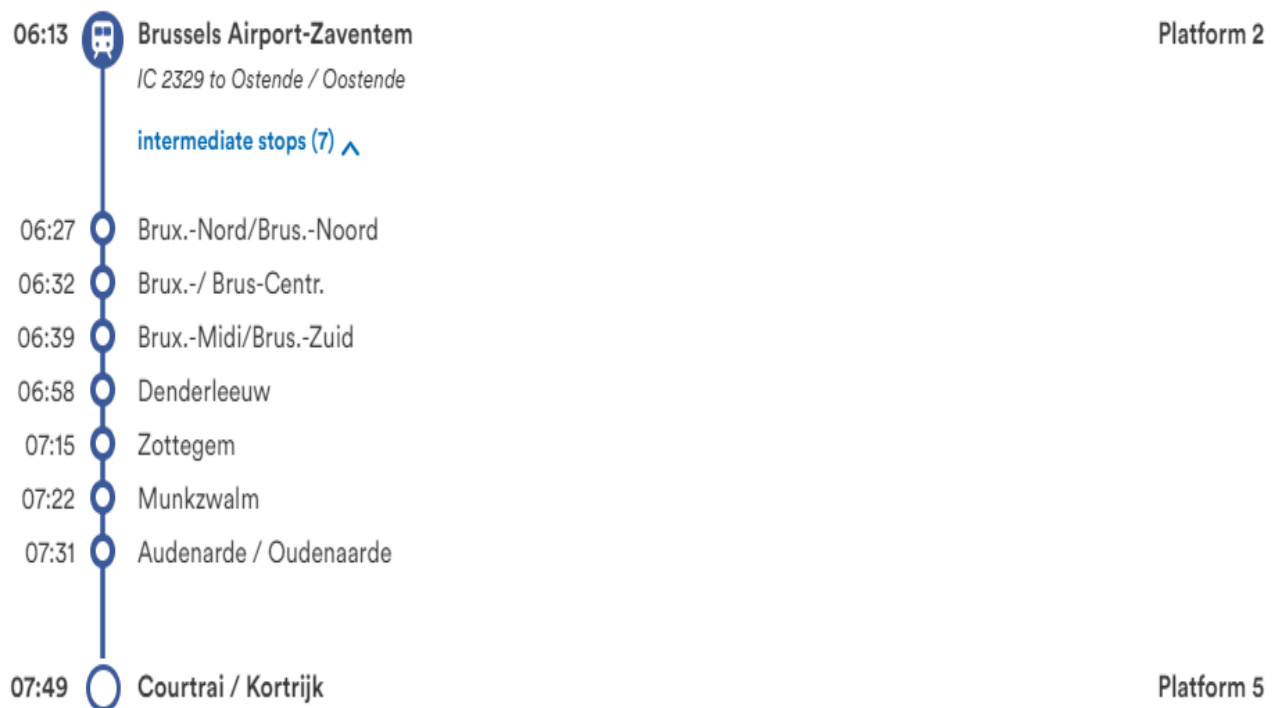 06:13 Brussels Airport-Zaventem Platform 2
IC 2329 to Ostende / Oostende
intermediate stops (7)
06:27 Brux.-Nord/Brus.-Noord
06:32 Brux.-/ Brus-Centr.
06:39 Brux.-Midi/Brus.-Zuid
06:58 Denderleeuw
07:15 Zottegem
07:22 Munkzwalm
07:31 Audenarde / Oudenaarde
07:49 Courtrai / Kortrijk Platform 5